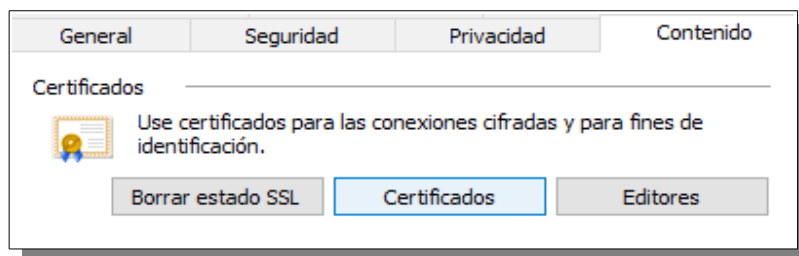 General Seguridad Privacidad Contenido
Certificados
Use certificados para las conexiones cifradas y para fines de
identificación.
Borrar estado SSL Certificados Editores